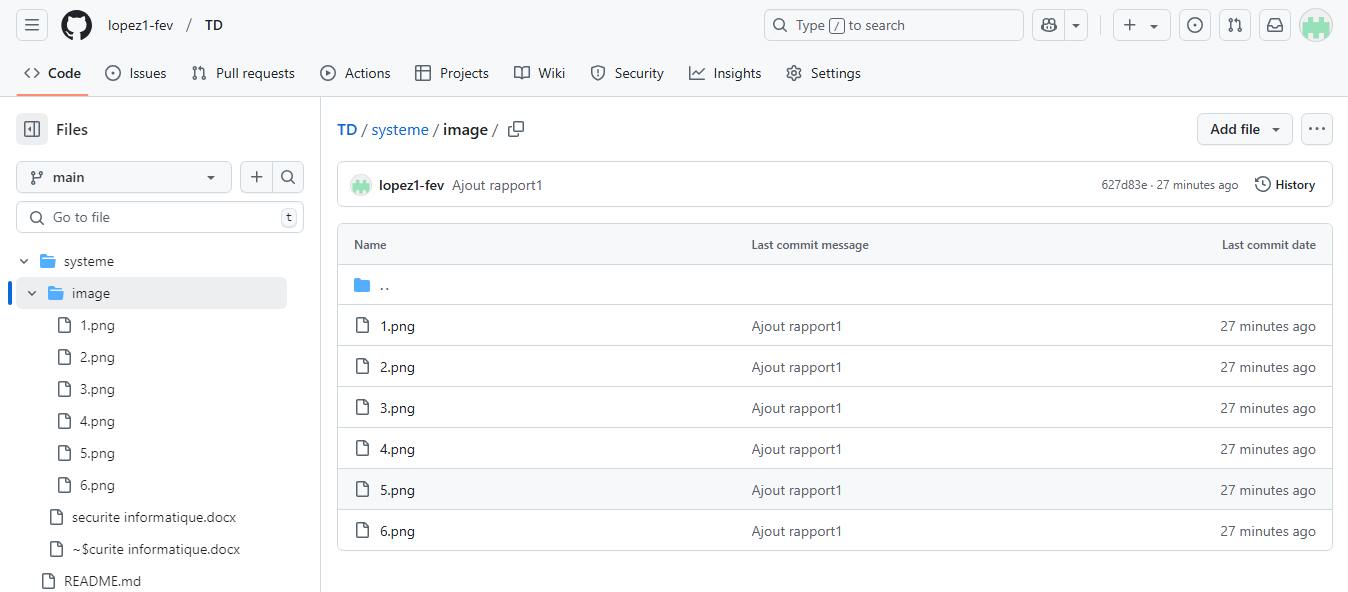 lopez1-fev / TD
Type / to search
Code Issues Pull requests Actions Projects Wiki Security Insights Settings
Files
main
Go to file t
systeme
image
1.png
2.png
3.png
4.png
5.png
6.png
securite informatique.docx
~$curite informatique.docx
README.md
TD / systeme / image /
Add file
lopez1-fev Ajout rapport1 627d83e · 27 minutes ago History
Name Last commit message Last commit date
..
1.png Ajout rapport1 27 minutes ago
2.png Ajout rapport1 27 minutes ago
3.png Ajout rapport1 27 minutes ago
4.png Ajout rapport1 27 minutes ago
5.png Ajout rapport1 27 minutes ago
6.png Ajout rapport1 27 minutes ago